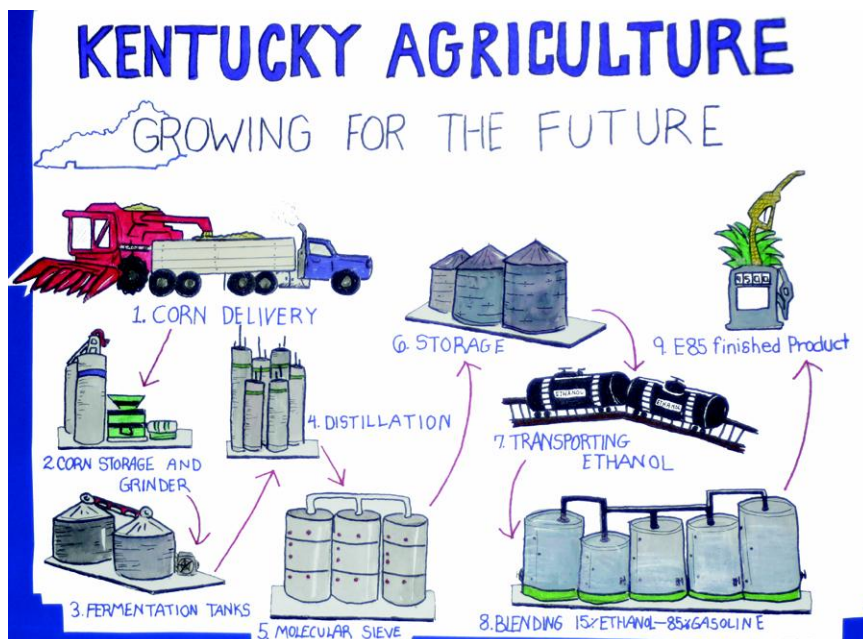 KENTUCKY AGRICULTURE
GROWING FOR THE FUTURE
1. CORN DELIVERY
2. CORN STORAGE AND
GRINDER
3. FERMENTATION TANKS
4. DISTILLATION
5. MOLECULAR SIEVE
6. STORAGE
ETHANOL
7. TRANSPORTING
ETHANOL
8. BLENDING 15% ETHANOL-85% GASOLINE
9. E85 finished Product